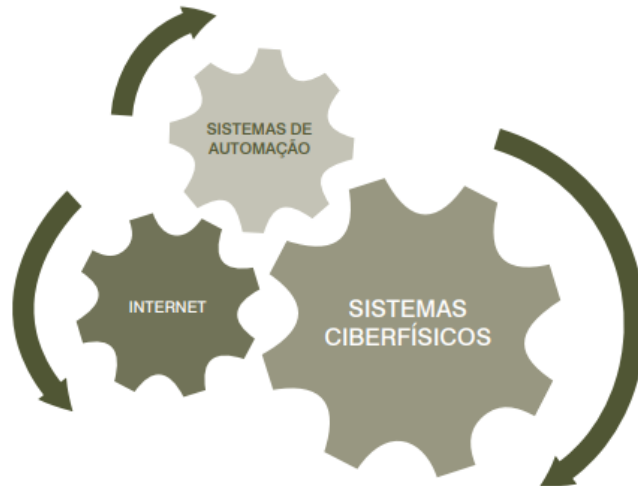 SISTEMAS DE
AUTOMAÇÃO
INTERNET
SISTEMAS
CIBERFÍSICOS